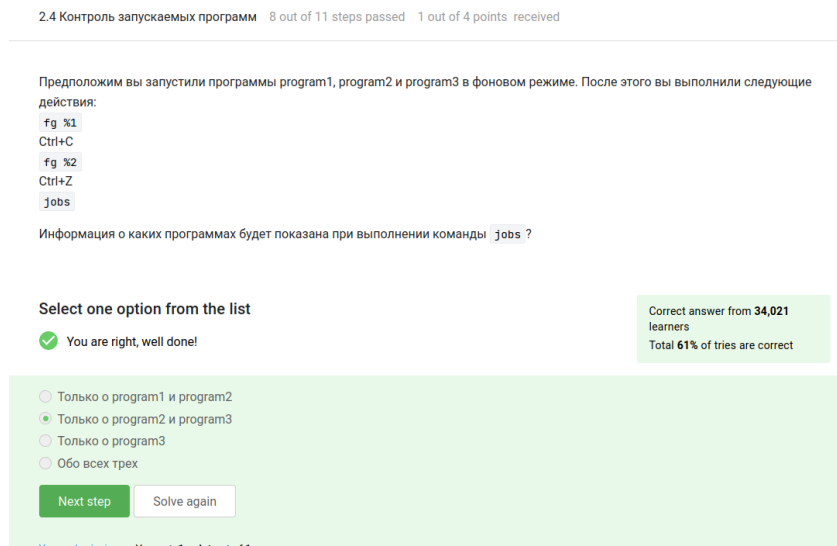 2.4 Контроль запускаемых программ 8 out of 11 steps passed 1 out of 4 points received
Предположим вы запустили программы program1, program2 и program3 в фоновом режиме. После этого вы выполнили следующие
действия:
fg %1
Ctrl+C
fg %2
Ctrl+Z
jobs
Информация о каких программах будет показана при выполнении команды jobs ?
Select one option from the list
You are right, well done!
Correct answer from 34,021
learners
Total 61% of tries are correct
Только о program1 и program2
Только о program2 и program3
Только о program3
Обо всех трех
Next step Solve again